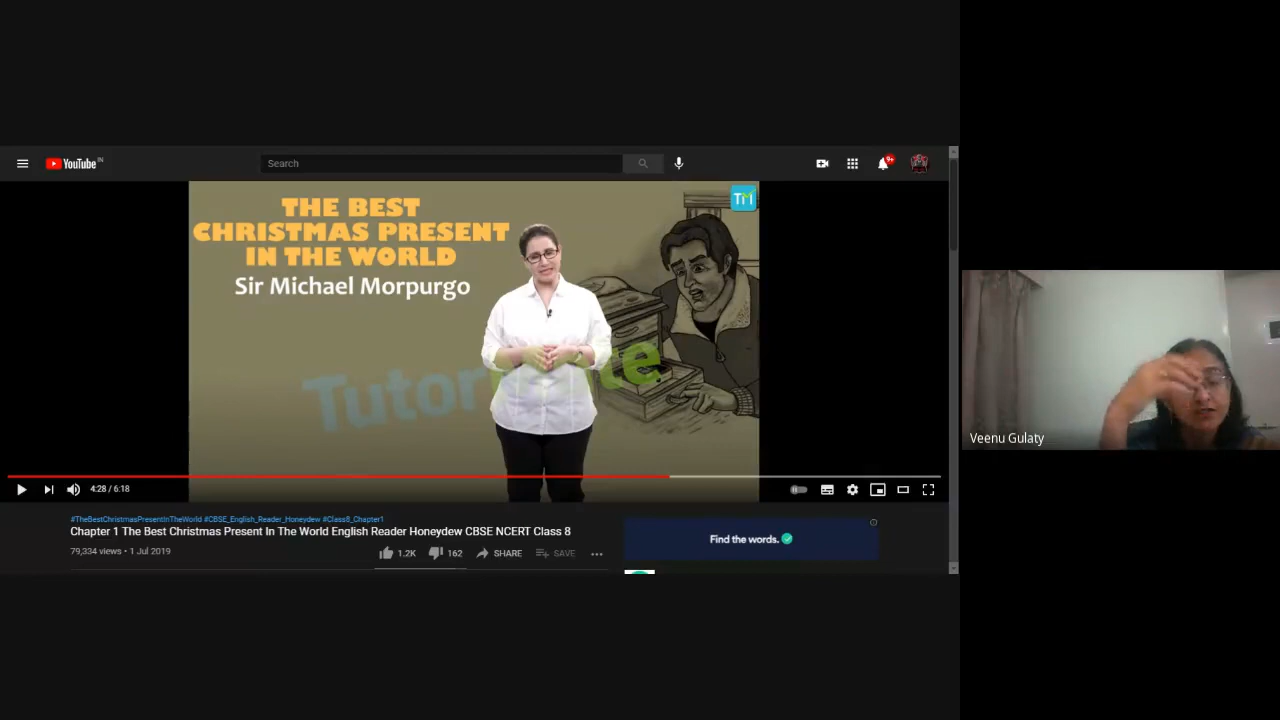 YouTube IN
Search
9+
THE BEST
CHRISTMAS PRESENT
IN THE WORLD
Sir Michael Morpurgo
TM
4:28 / 6:18
#TheBestChristmasPresentInTheWorld #CBSE_English_Reader_Honeydew #Class8_Chapter1
Chapter 1 The Best Christmas Present In The World English Reader Honeydew CBSE NCERT Class 8
79,334 views • 1 Jul 2019
1.2K
162
SHARE
SAVE
Find the words.
Veenu Gulaty